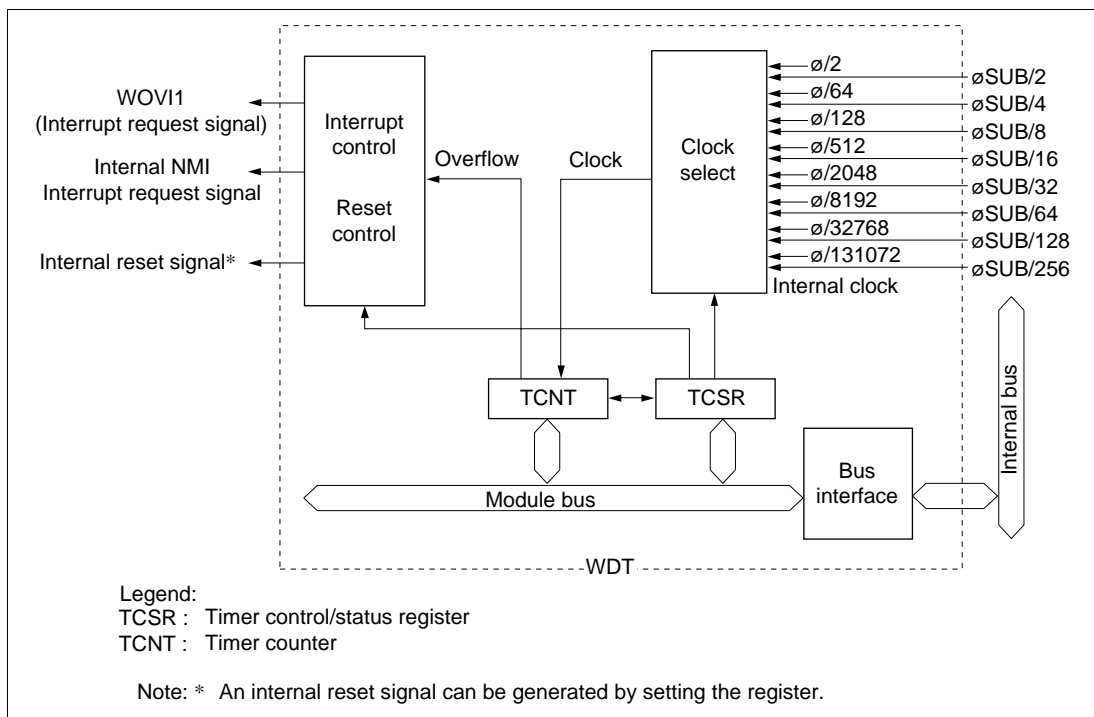 WOVI1
(Interrupt request signal)
Internal NMI
Interrupt request signal
Internal reset signal*
Interrupt
control
Reset
control
Overflow
Clock
Clock
select
ø/2
ø/64
ø/128
ø/512
ø/2048
ø/8192
ø/32768
ø/131072
Internal clock
øSUB/2
øSUB/4
øSUB/8
øSUB/16
øSUB/32
øSUB/64
øSUB/128
øSUB/256
TCNT
TCSR
Module bus
Bus
interface
Internal bus
WDT
Legend:
TCSR : Timer control/status register
TCNT : Timer counter
Note: * An internal reset signal can be generated by setting the register.